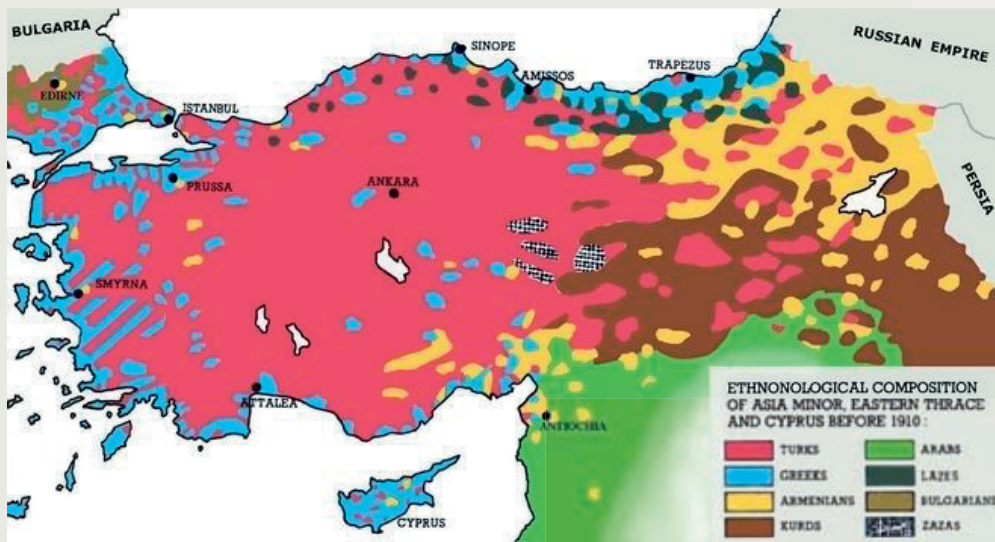 BULGARIA
RUSSIAN EMPIRE
SINOPE
TRAPEZUS
AMISSOS
EDIRNE
ISTANBUL
PERSIA
PRUSSA
ANKARA
SMYRNA
ATTALEA
ANTIOCHIA
CYPRUS
ETHNONOLOGICAL COMPOSITION
OF ASIA MINOR, EASTERN THRACE
AND CYPRUS BEFORE 1910 :
TURKS
ARABS
GREEKS
LAZES
ARMENIANS
BULGARIANS
KURDS
ZAZAS